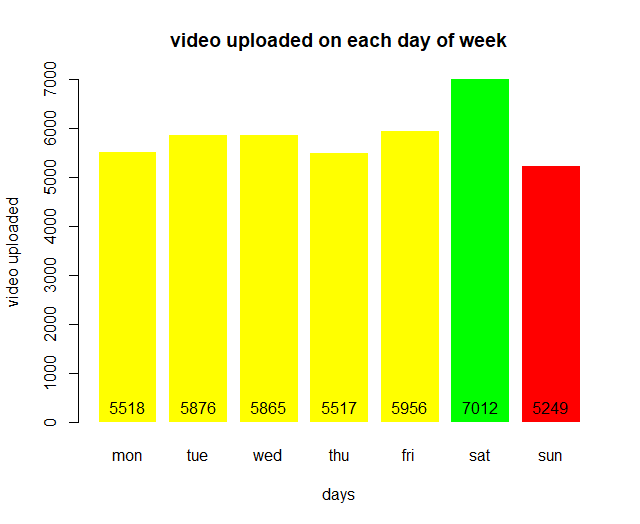 video uploaded on each day of week
video uploaded
7000
6000
5000
4000
3000
2000
1000
0
5518 5876 5865 5517 5956 7012 5249
mon tue wed thu fri sat sun
days